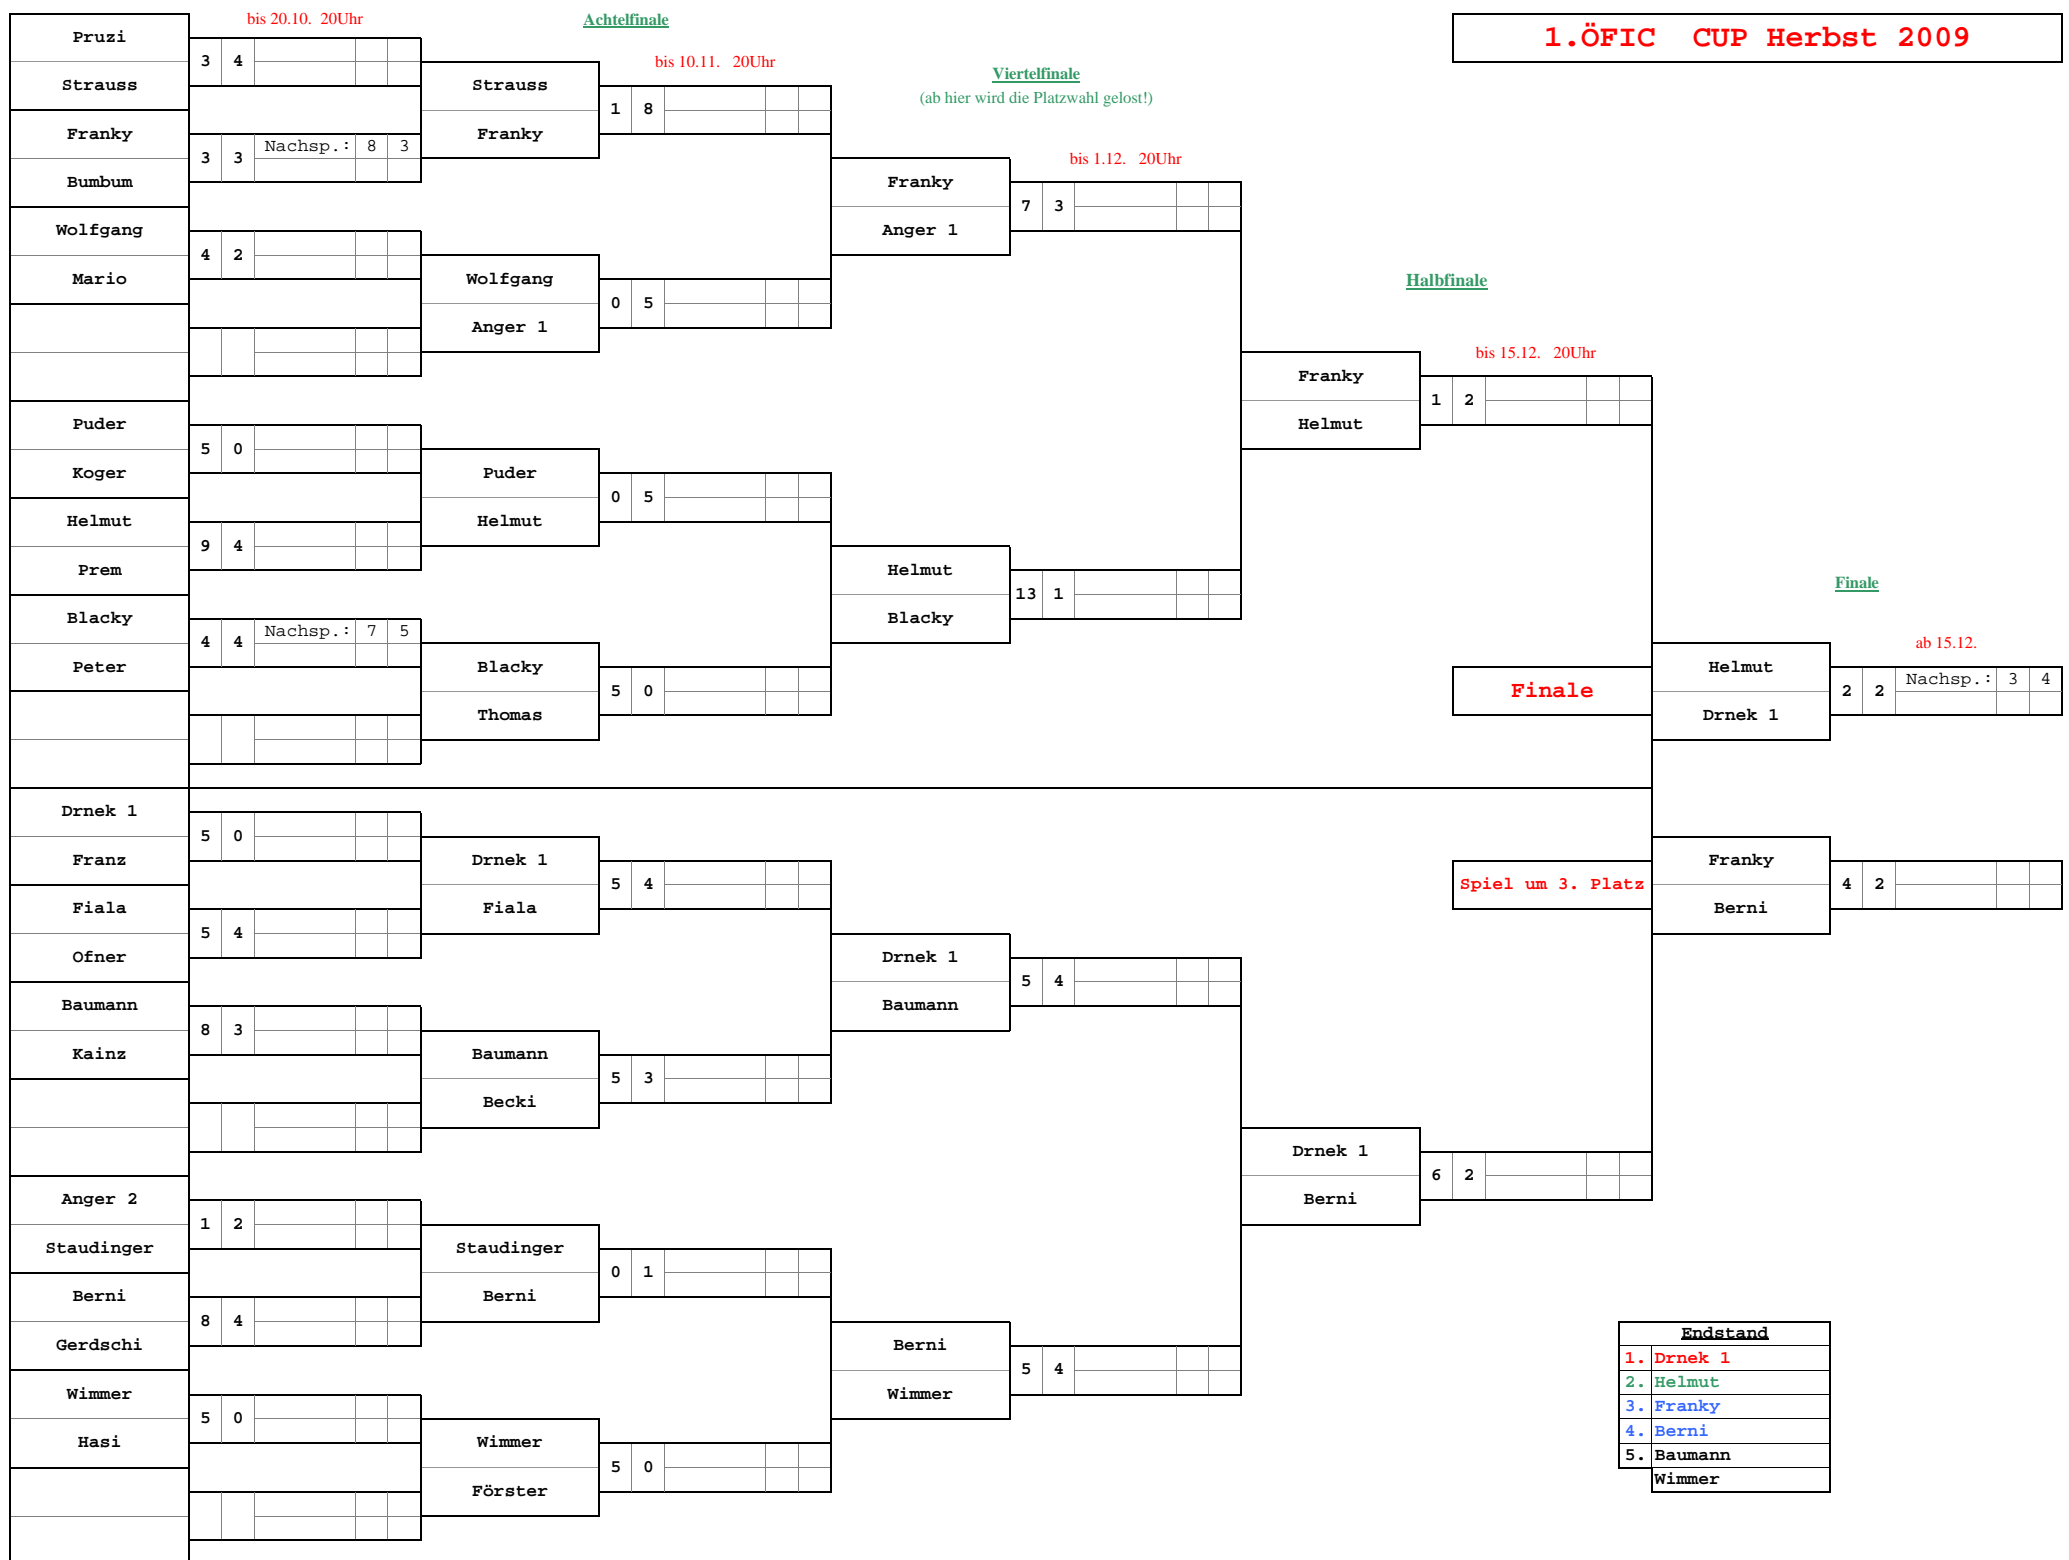 bis 20.10.  20Uhr
Achtelfinale
1.ÖFIC  CUP Herbst 2009
Pruzi
3 4
Strauss
Franky
3 3 Nachsp.: 8 3
Bumbum
Wolfgang
4 2
Mario
Puder
5 0
Koger
Helmut
9 4
Prem
Blacky
4 4 Nachsp.: 7 5
Peter
Drnek 1
5 0
Franz
Fiala
5 4
Ofner
Baumann
8 3
Kainz
Anger 2
1 2
Staudinger
Berni
8 4
Gerdschi
Wimmer
5 0
Hasi
bis 10.11.  20Uhr
Strauss
1 8
Franky
Wolfgang
0 5
Anger 1
Puder
0 5
Helmut
Blacky
5 0
Thomas
Drnek 1
5 4
Fiala
Baumann
5 3
Becki
Staudinger
0 1
Berni
Wimmer
5 0
Förster
Viertelfinale
(ab hier wird die Platzwahl gelost!)
bis 1.12.  20Uhr
Franky
7 3
Anger 1
Helmut
13 1
Blacky
Drnek 1
5 4
Baumann
Berni
5 4
Wimmer
Halbfinale
bis 15.12.  20Uhr
Franky
1 2
Helmut
Drnek 1
6 2
Berni
Finale
ab 15.12.
Finale
Helmut
2 2 Nachsp.: 3 4
Drnek 1
Spiel um 3. Platz
Franky
4 2
Berni
Endstand
1. Drnek 1
2. Helmut
3. Franky
4. Berni
5. Baumann
Wimmer